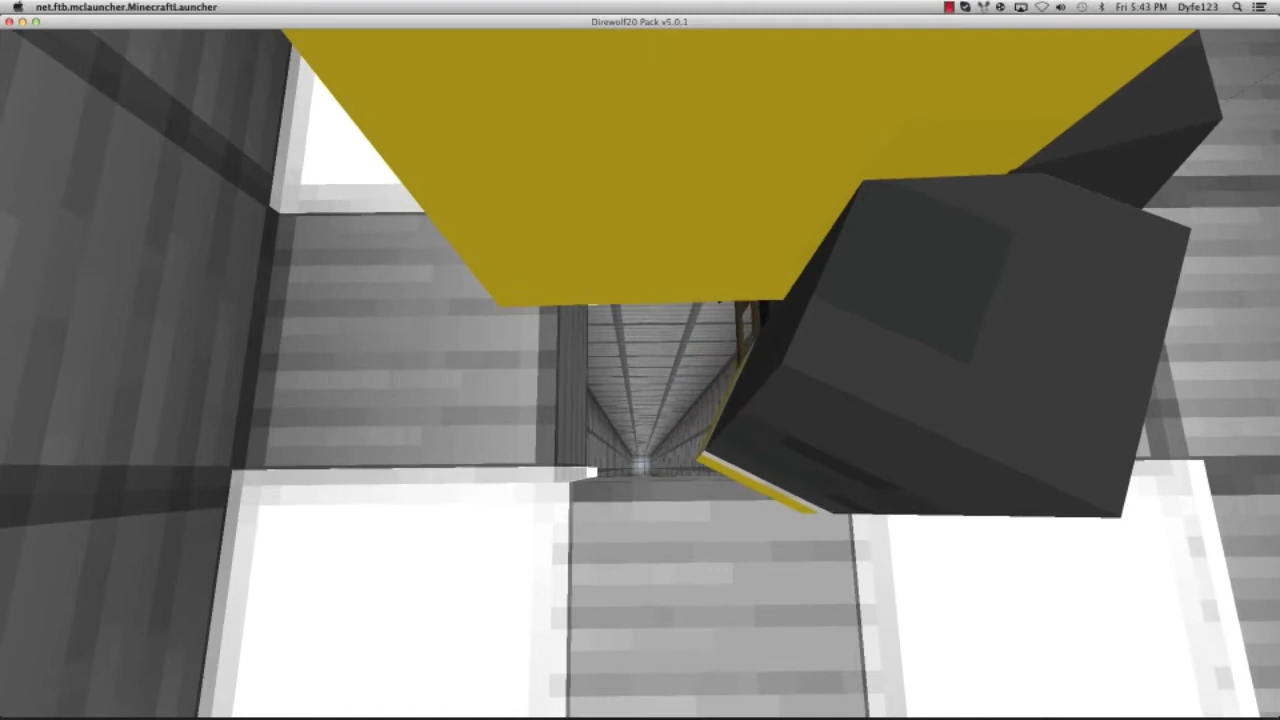 net.ftb.mclauncher.MinecraftLauncher Fri 5:43 PM Dyfe123
Direwolf20 Pack v5.0.1